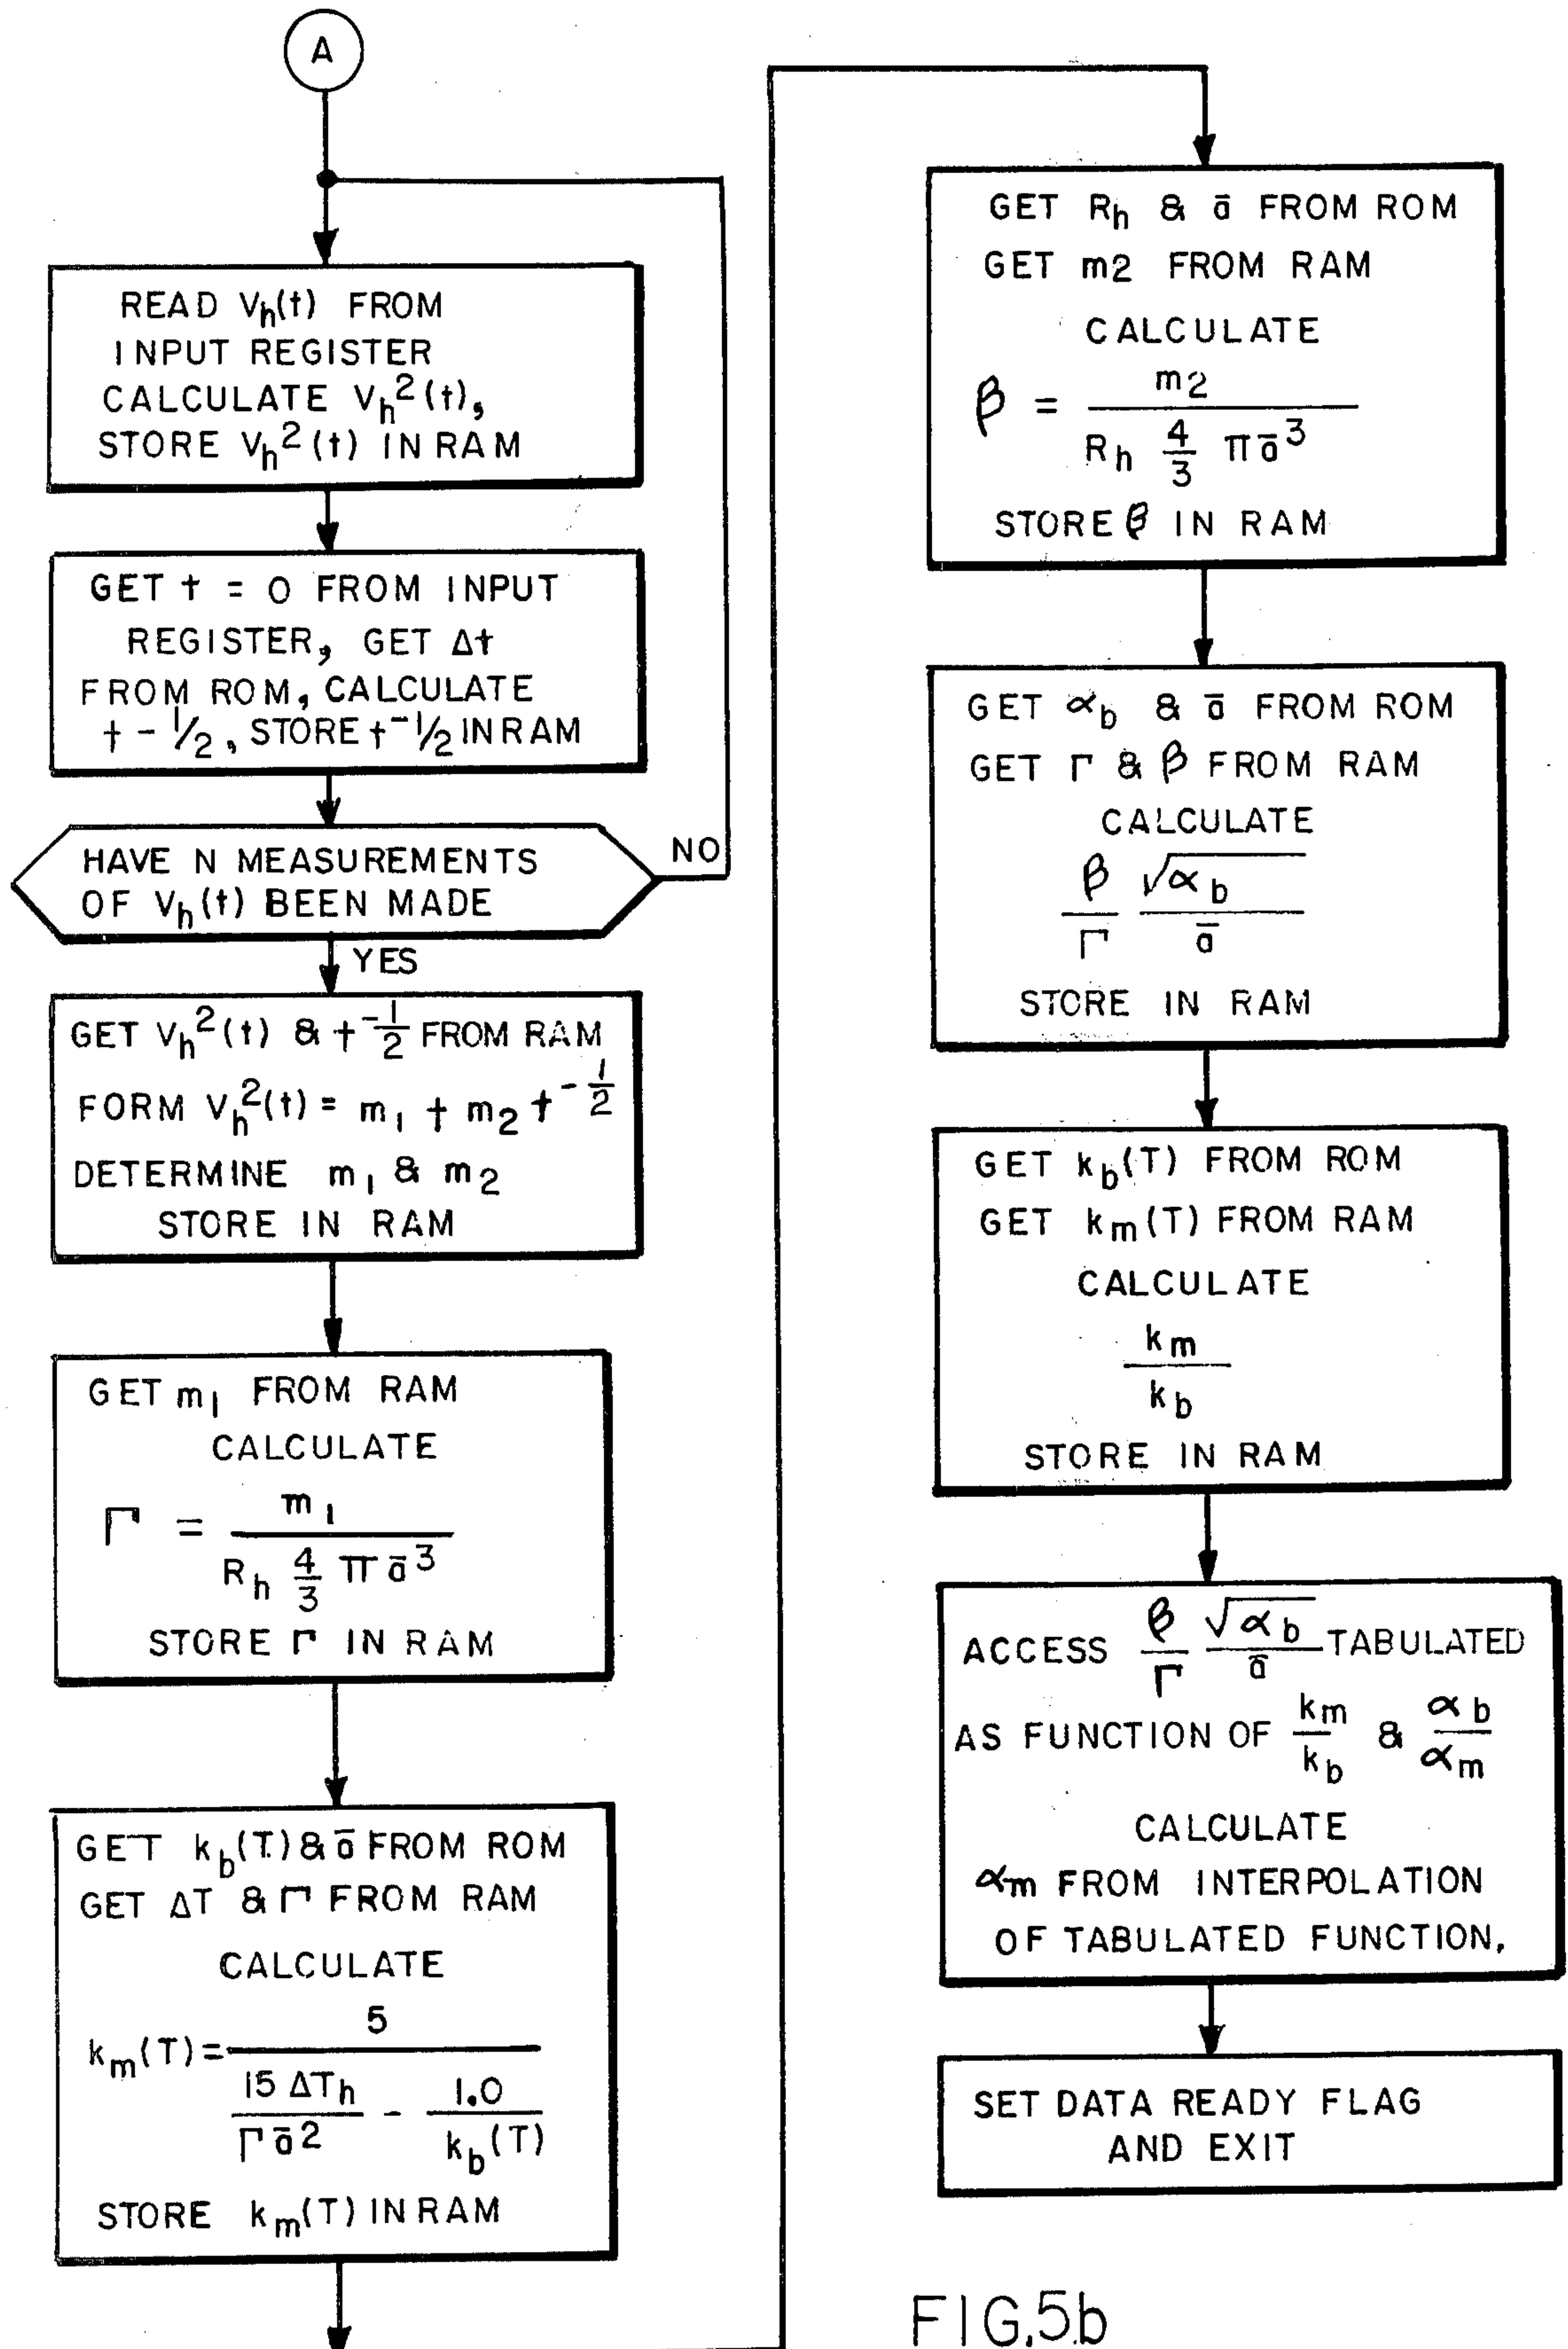 A
READ Vh(t) FROM
INPUT REGISTER
CALCULATE Vh²(t),
STORE Vh²(t) IN RAM
GET t = 0 FROM INPUT
REGISTER, GET Δt
FROM ROM, CALCULATE
t - 1/2, STORE t^-1/2 IN RAM
HAVE N MEASUREMENTS
OF Vh(t) BEEN MADE
NO
YES
GET Vh²(t) & t^-1/2 FROM RAM
FORM Vh²(t) = m1 + m2 t^-1/2
DETERMINE m1 & m2
STORE IN RAM
GET m1 FROM RAM
CALCULATE
Γ = m1 / (Rh 4/3 π ā³)
STORE Γ IN RAM
GET kb(T) & ā FROM ROM
GET ΔT & Γ FROM RAM
CALCULATE
km(T) = 5 / (15 ΔTh / Γ ā² - 1.0 / kb(T))
STORE km(T) IN RAM
GET Rh & ā FROM ROM
GET m2 FROM RAM
CALCULATE
β = m2 / (Rh 4/3 π ā³)
STORE β IN RAM
GET αb & ā FROM ROM
GET Γ & β FROM RAM
CALCULATE
β/Γ √αb/ā
STORE IN RAM
GET kb(T) FROM ROM
GET km(T) FROM RAM
CALCULATE
km/kb
STORE IN RAM
ACCESS β/Γ √αb/ā TABULATED
AS FUNCTION OF km/kb & αb/αm
CALCULATE
αm FROM INTERPOLATION
OF TABULATED FUNCTION.
SET DATA READY FLAG
AND EXIT
FIG.5b